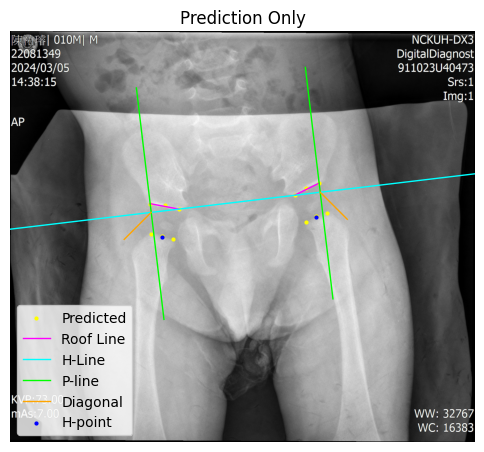 Prediction Only
010M| M
22081349
2024/03/05
14:38:15
AP
NCKUH-DX3
DigitalDiagnost
911023U40473
Srs:1
Img:1
Predicted
Roof Line
H-Line
P-line
Diagonal
H-point
WW: 32767
WC: 16383